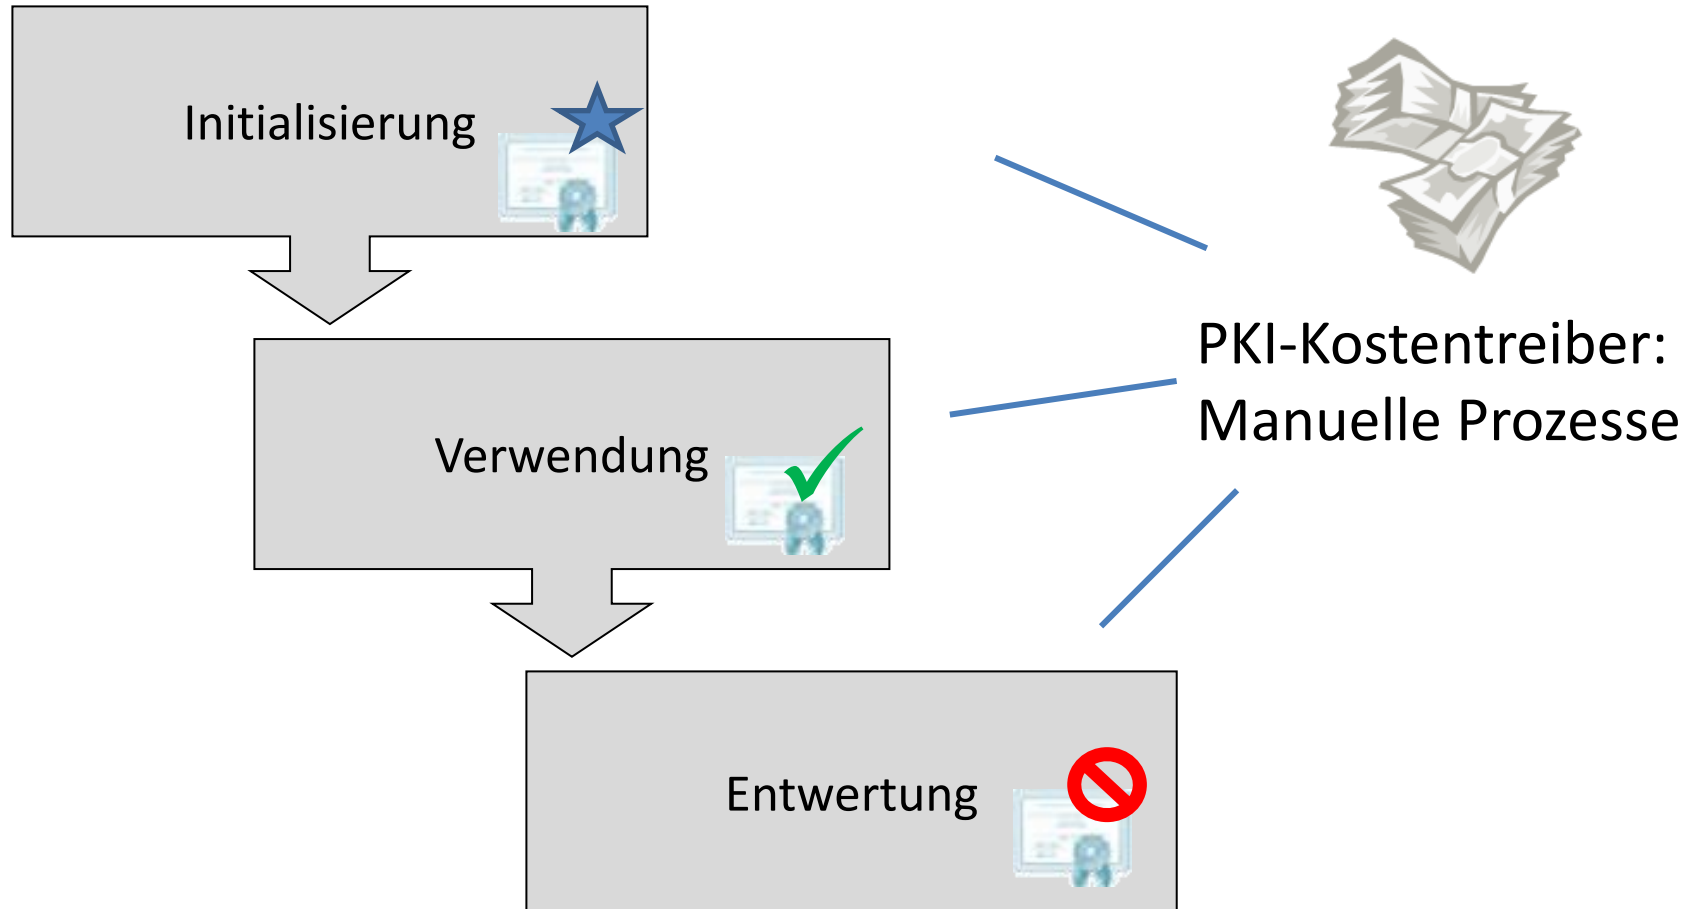 Initialisierung
PKI-Kostentreiber:
Manuelle Prozesse
Verwendung
Entwertung